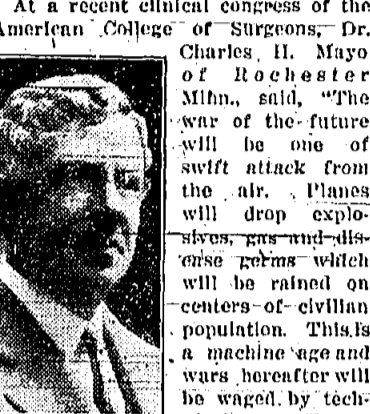 At a recent clinical congress of the
American College of Surgeons, Dr.
Charles H. Mayo
of Rochester
Minn., said, "The
war of the future
will be one of
swift attack from
the air. Planes
will drop explo-
sives, gas and dis-
ease germs which
will be rained on
centers of civilian
population. This is
a machine age and
wars hereafter will
be waged by tech-